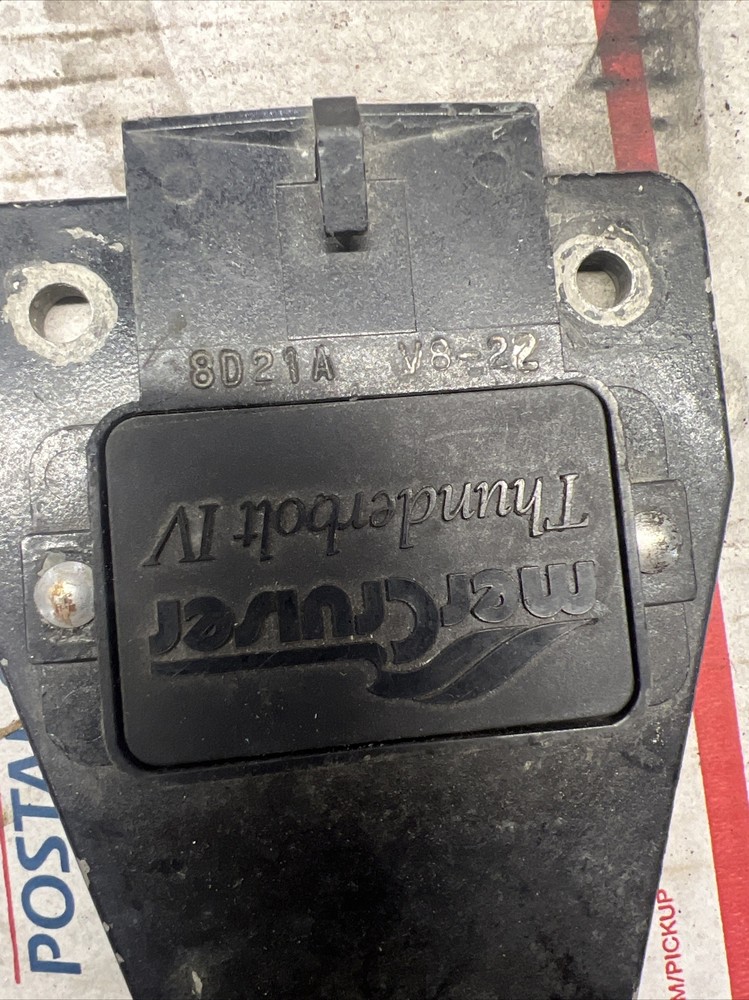 8D21A V8-22
merCruiser
Thunderbolt IV
POSTA
M/PICKUP